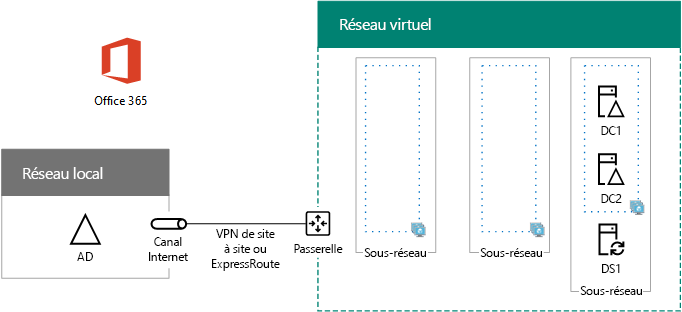 Réseau virtuel
Office 365
Réseau local
AD
Canal
Internet
VPN de site
à site ou
ExpressRoute
Passerelle
Sous-réseau
Sous-réseau
DC1
DC2
DS1
Sous-réseau